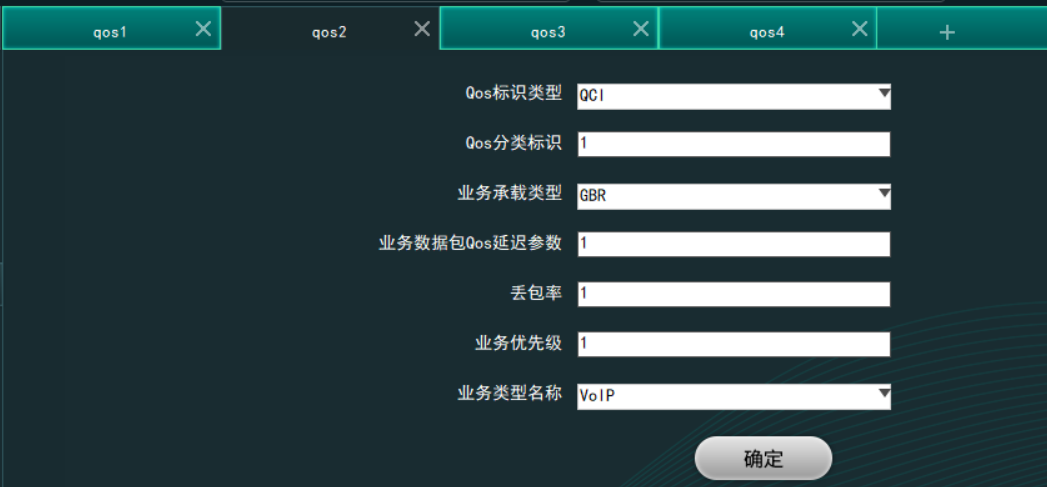 qos1 qos2 qos3 qos4 +
Qos标识类型 QCI
Qos分类标识 1
业务承载类型 GBR
业务数据包Qos延迟参数 1
丢包率 1
业务优先级 1
业务类型名称 VoIP
确定